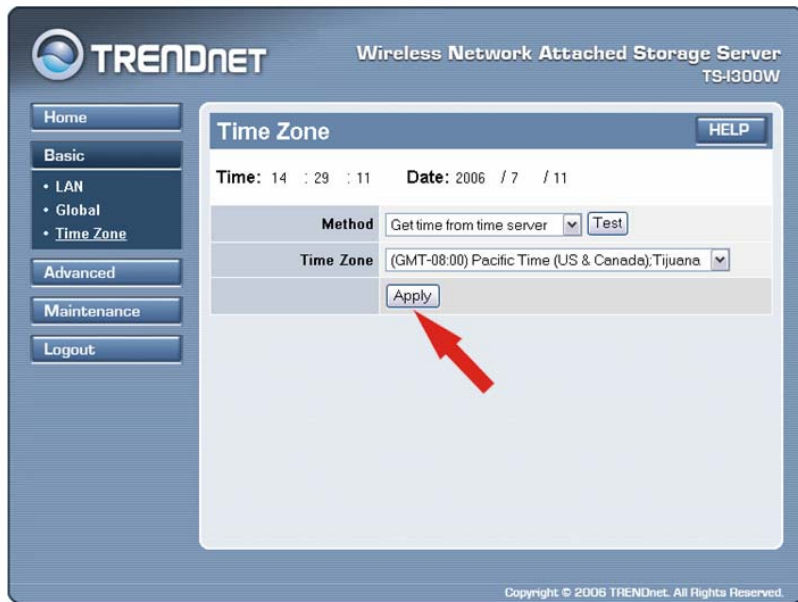 TRENDnet
Wireless Network Attached Storage Server
TS-I300W
Home
Basic
• LAN
• Global
• Time Zone
Advanced
Maintenance
Logout
Time Zone
HELP
Time: 14 : 29 : 11 Date: 2006 / 7 / 11
Method Get time from time server Test
Time Zone (GMT-08:00) Pacific Time (US & Canada);Tijuana
Apply
Copyright © 2006 TRENDnet. All Rights Reserved.